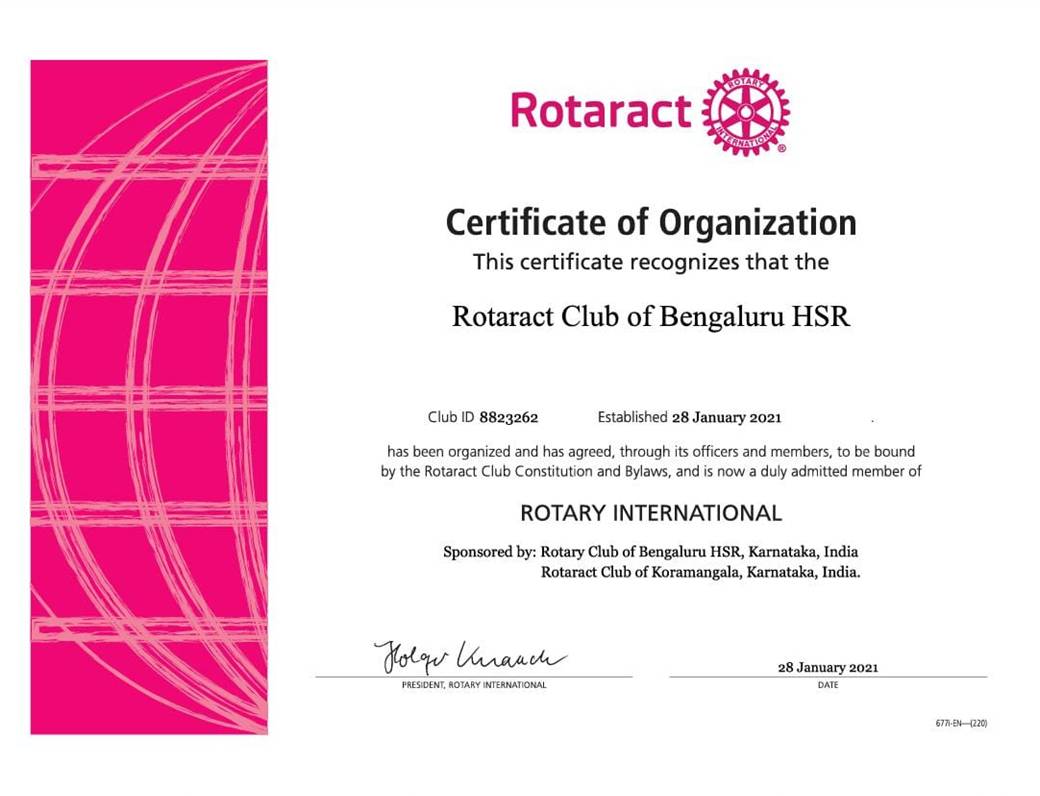 Rotaract
ROTARY
INTERNATIONAL
®
Certificate of Organization
This certificate recognizes that the
Rotaract Club of Bengaluru HSR
Club ID 8823262 Established 28 January 2021 .
has been organized and has agreed, through its officers and members, to be bound
by the Rotaract Club Constitution and Bylaws, and is now a duly admitted member of
ROTARY INTERNATIONAL
Sponsored by: Rotary Club of Bengaluru HSR, Karnataka, India
Rotaract Club of Koramangala, Karnataka, India.
Holger Knaack
28 January 2021
PRESIDENT, ROTARY INTERNATIONAL
DATE
677I-EN—(220)